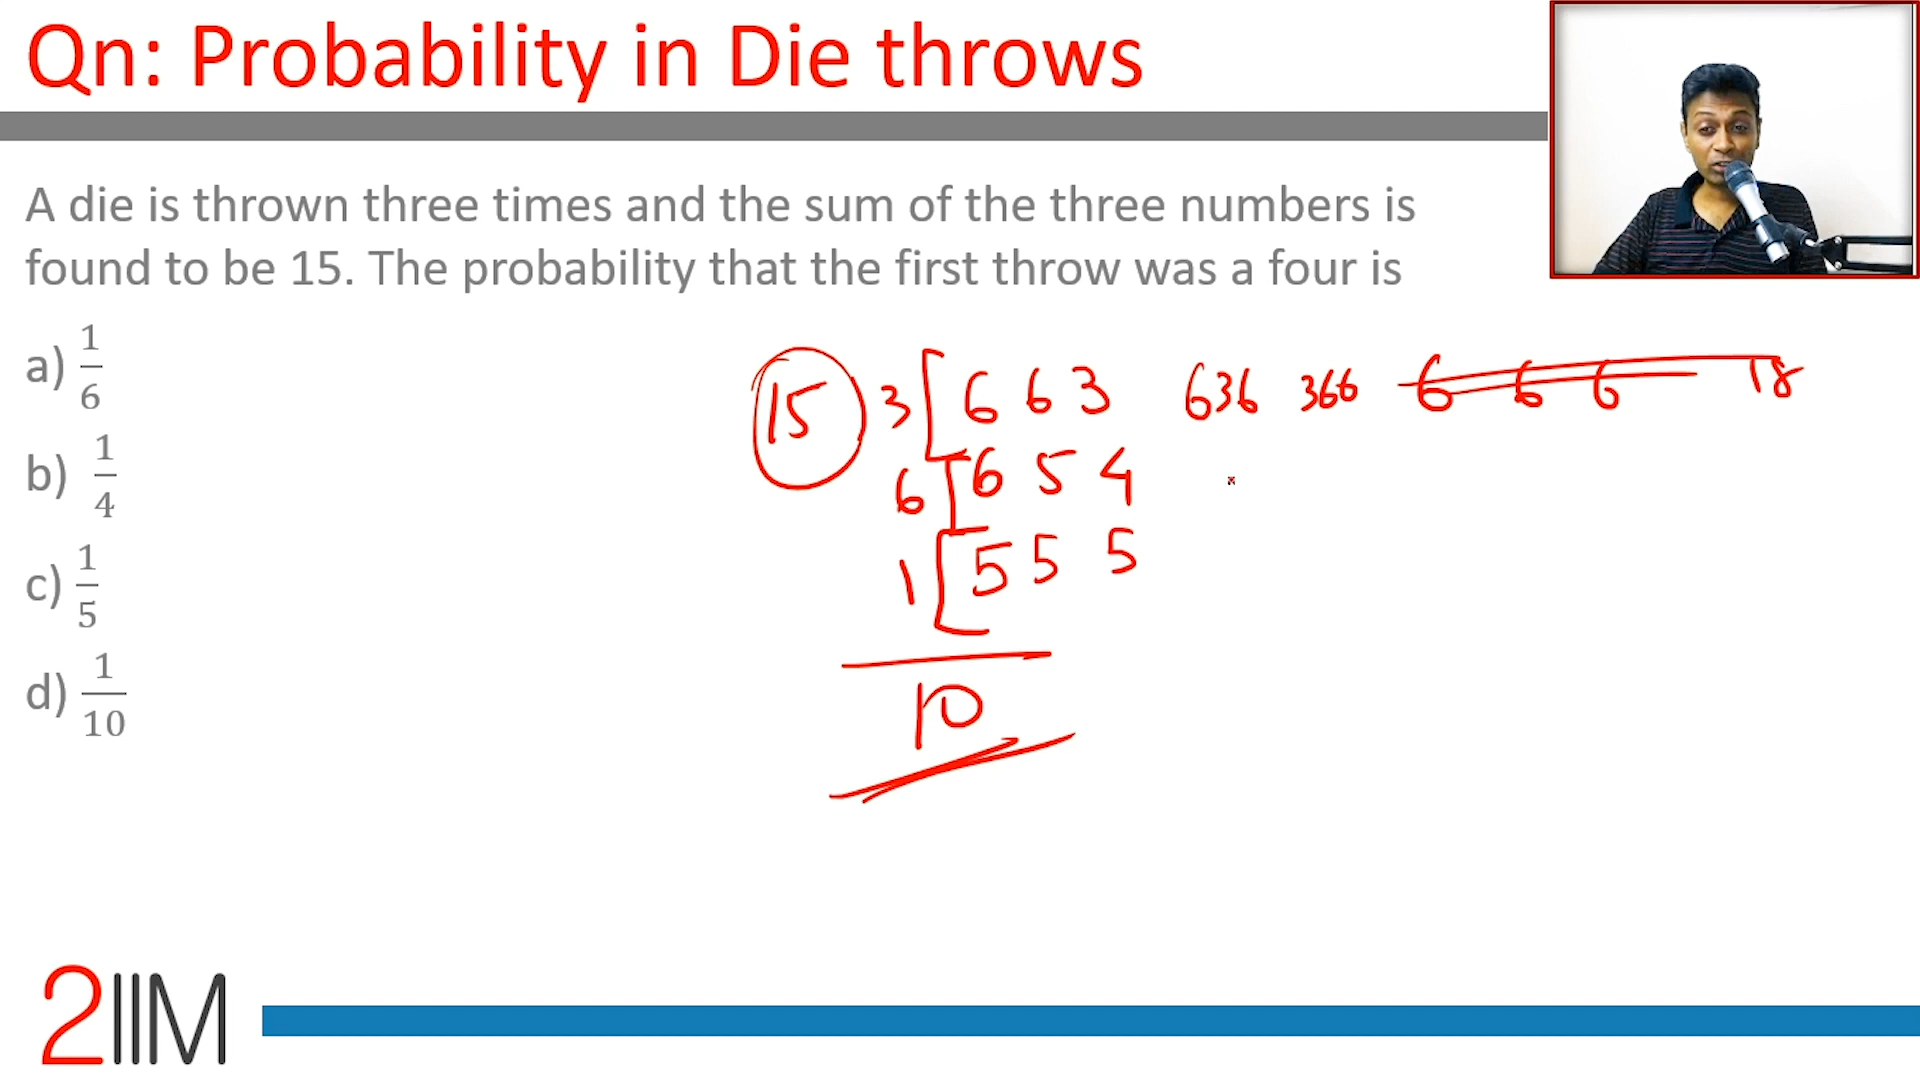 Qn: Probability in Die throws
A die is thrown three times and the sum of the three numbers is
found to be 15. The probability that the first throw was a four is
a) 1/6
b) 1/4
c) 1/5
d) 1/10
15 3 6 6 3 636 366 6 6 6 18
6 6 5 4
1 5 5 5
10
2IIM